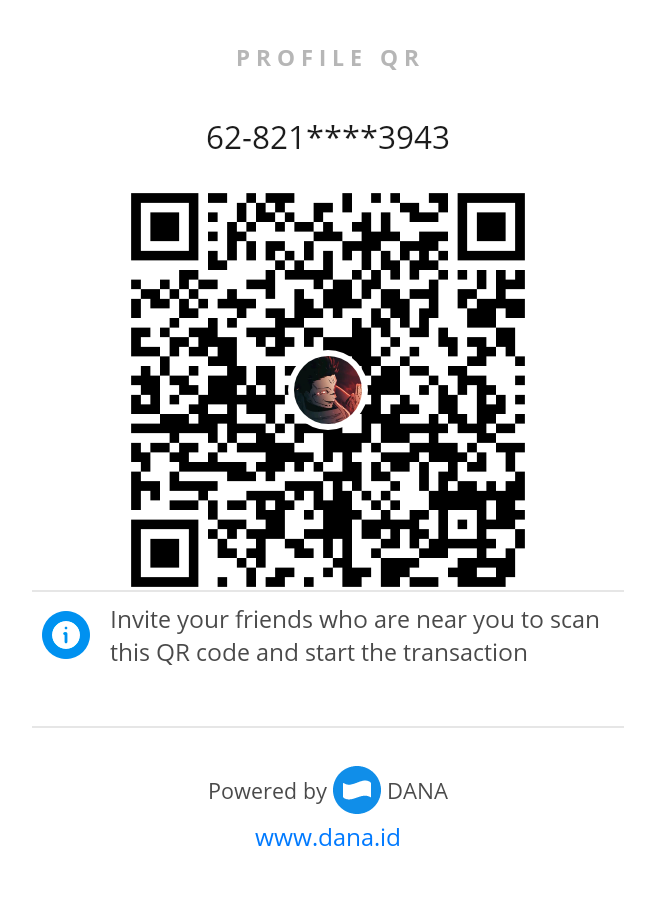 PROFILE QR
62-821****3943
Invite your friends who are near you to scan
this QR code and start the transaction
Powered by DANA
www.dana.id